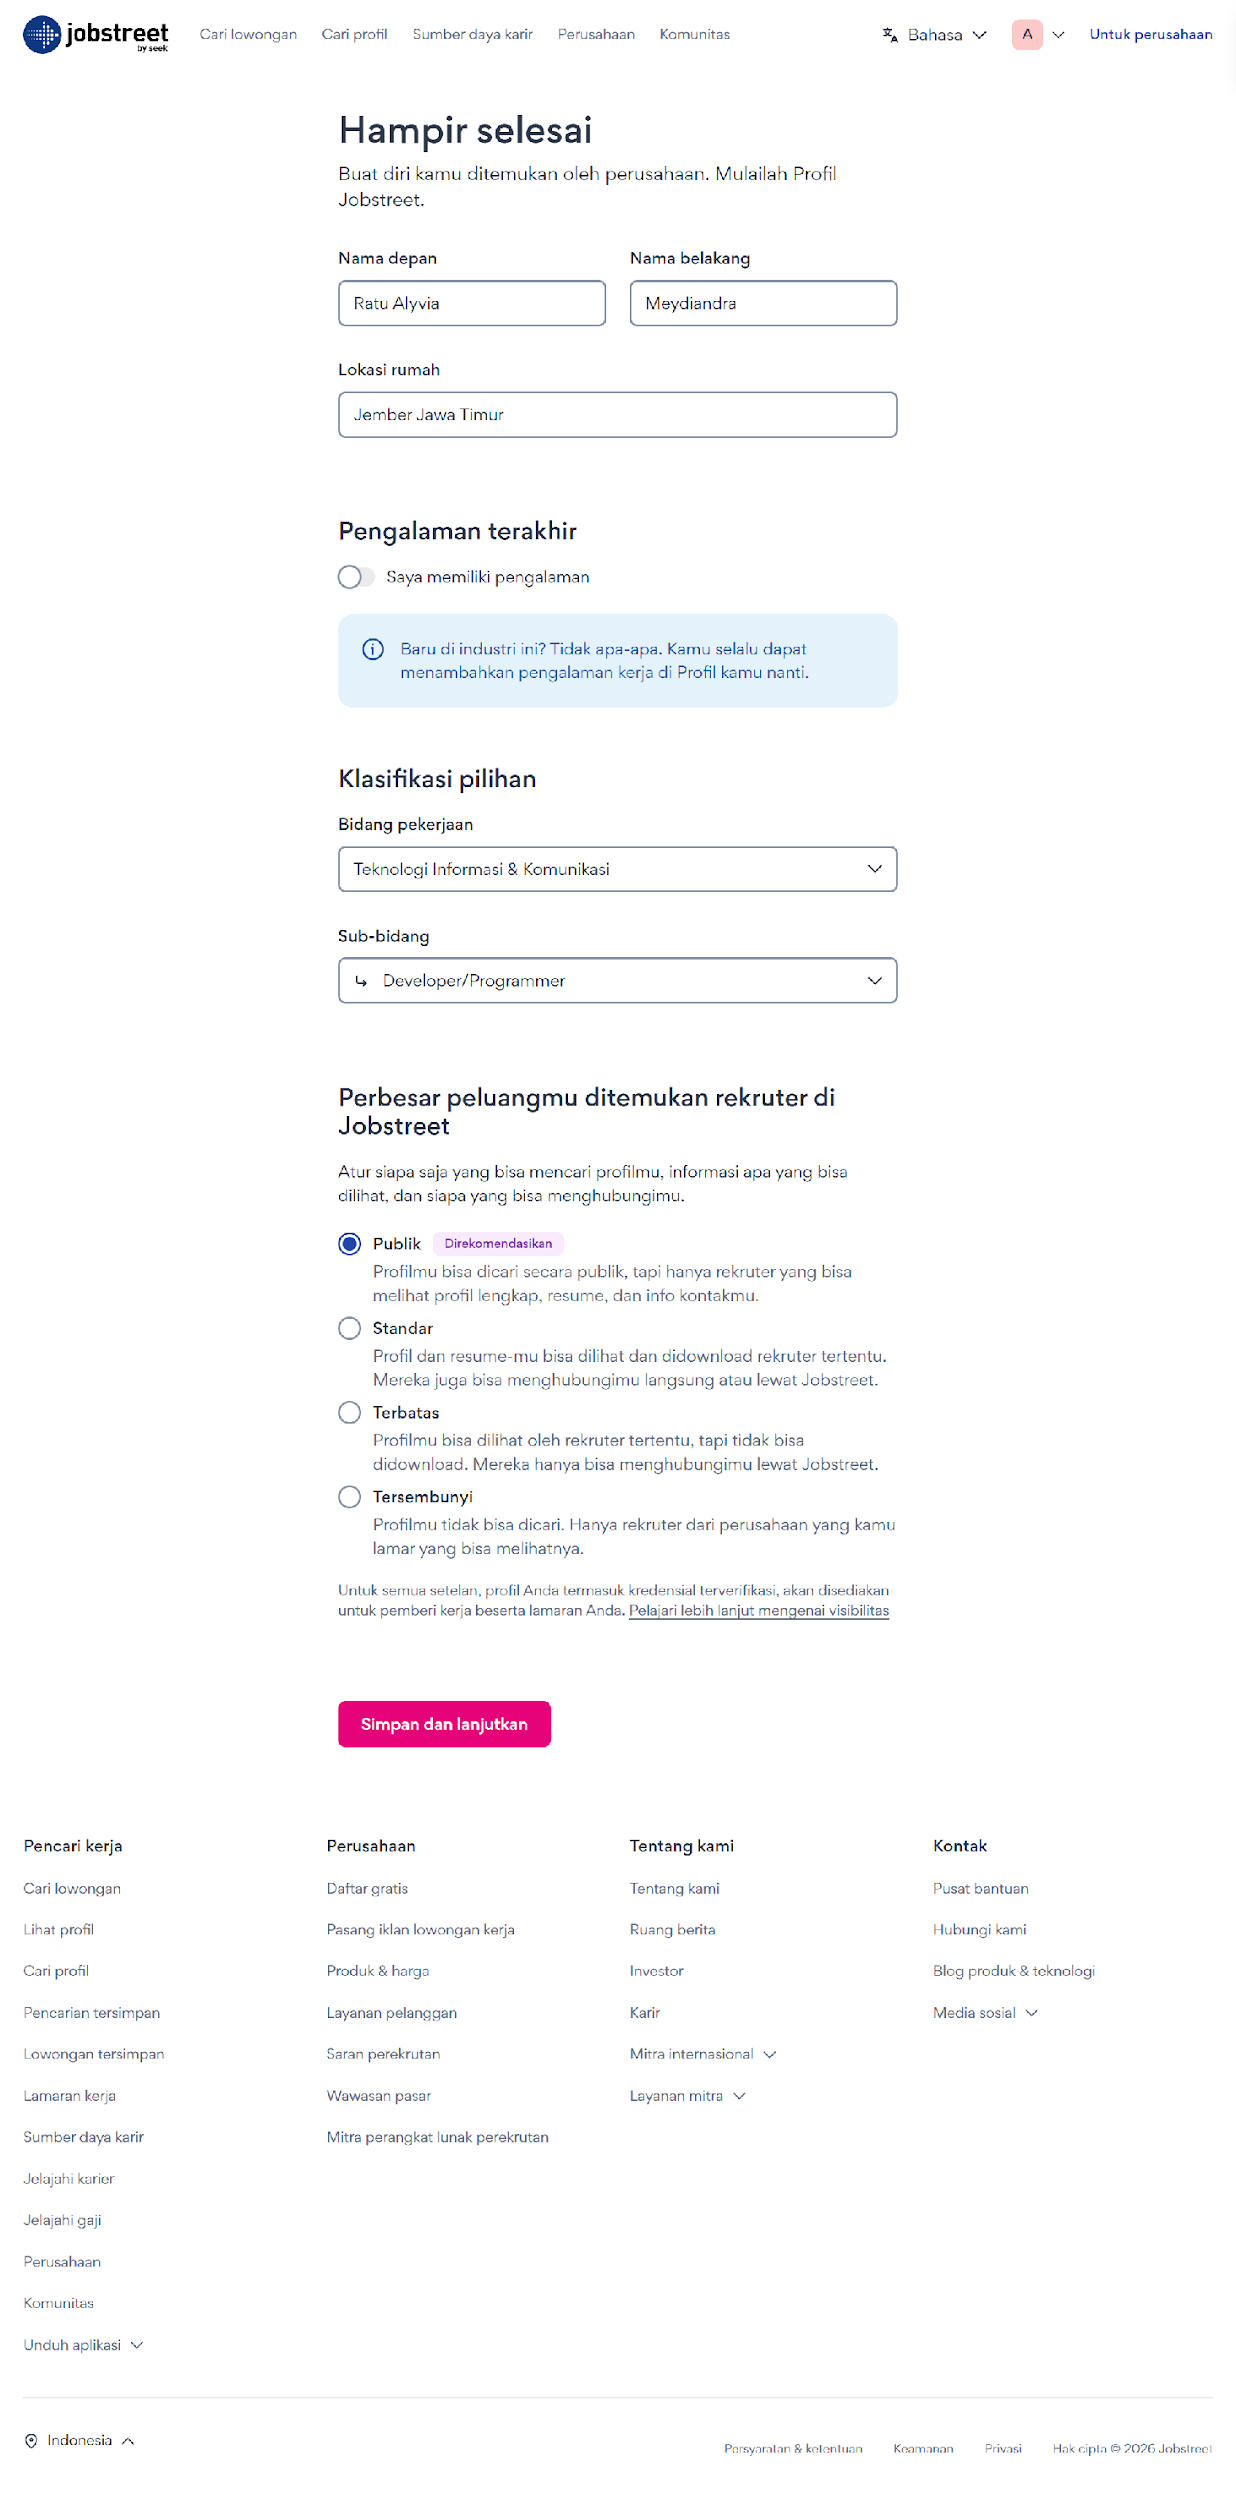 jobstreet
by seek
Cari lowongan
Cari profil
Sumber daya karir
Perusahaan
Komunitas
Bahasa
A
Untuk perusahaan
Hampir selesai
Buat diri kamu ditemukan oleh perusahaan. Mulailah Profil
Jobstreet.
Nama depan
Nama belakang
Ratu Alyvia
Meydiandra
Lokasi rumah
Jember Jawa Timur
Pengalaman terakhir
Saya memiliki pengalaman
Baru di industri ini? Tidak apa-apa. Kamu selalu dapat
menambahkan pengalaman kerja di Profil kamu nanti.
Klasifikasi pilihan
Bidang pekerjaan
Teknologi Informasi & Komunikasi
Sub-bidang
Developer/Programmer
Perbesar peluangmu ditemukan rekruter di
Jobstreet
Atur siapa saja yang bisa mencari profilmu, informasi apa yang bisa
dilihat, dan siapa yang bisa menghubungimu.
Publik Direkomendasikan
Profilmu bisa dicari secara publik, tapi hanya rekruter yang bisa
melihat profil lengkap, resume, dan info kontakmu.
Standar
Profil dan resume-mu bisa dilihat dan didownload rekruter tertentu.
Mereka juga bisa menghubungimu langsung atau lewat Jobstreet.
Terbatas
Profilmu bisa dilihat oleh rekruter tertentu, tapi tidak bisa
didownload. Mereka hanya bisa menghubungimu lewat Jobstreet.
Tersembunyi
Profilmu tidak bisa dicari. Hanya rekruter dari perusahaan yang kamu
lamar yang bisa melihatnya.
Untuk semua setelan, profil Anda termasuk kredensial terverifikasi, akan disediakan
untuk pemberi kerja beserta lamaran Anda. Pelajari lebih lanjut mengenai visibilitas
Simpan dan lanjutkan
Pencari kerja
Cari lowongan
Lihat profil
Cari profil
Pencarian tersimpan
Lowongan tersimpan
Lamaran kerja
Sumber daya karir
Jelajahi karier
Jelajahi gaji
Perusahaan
Komunitas
Unduh aplikasi
Perusahaan
Daftar gratis
Pasang iklan lowongan kerja
Produk & harga
Layanan pelanggan
Saran perekrutan
Wawasan pasar
Mitra perangkat lunak perekrutan
Tentang kami
Tentang kami
Ruang berita
Investor
Karir
Mitra internasional
Layanan mitra
Kontak
Pusat bantuan
Hubungi kami
Blog produk & teknologi
Media sosial
Indonesia
Persyaratan & ketentuan
Keamanan
Privasi
Hak cipta © 2026 Jobstreet